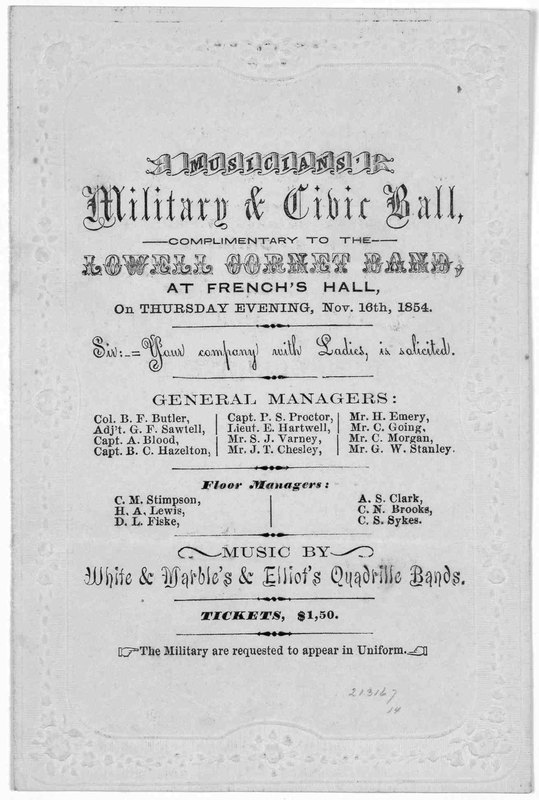 MUSICIANS'
Military & Civic Ball,
COMPLIMENTARY TO THE
LOWELL CORNET BAND,
AT FRENCH'S HALL,
On THURSDAY EVENING, Nov. 16th, 1854.
Sir:-=Your company with Ladies, is solicited.
GENERAL MANAGERS:
Col. B. F. Butler,
Adj't. G. F. Sawtell,
Capt. A. Blood,
Capt. B. C. Hazelton,
Capt. P. S. Proctor,
Lieut. E. Hartwell,
Mr. S. J. Varney,
Mr. J. T. Chesley,
Mr. H. Emery,
Mr. C. Going,
Mr. C. Morgan,
Mr. G. W. Stanley.
Floor Managers:
C. M. Stimpson,
H. A. Lewis,
D. L. Fiske,
A. S. Clark,
C. N. Brooks,
C. S. Sykes.
MUSIC BY
White & Marble's & Elliot's Quadrille Bands.
TICKETS, $1,50.
The Military are requested to appear in Uniform.
213167
14